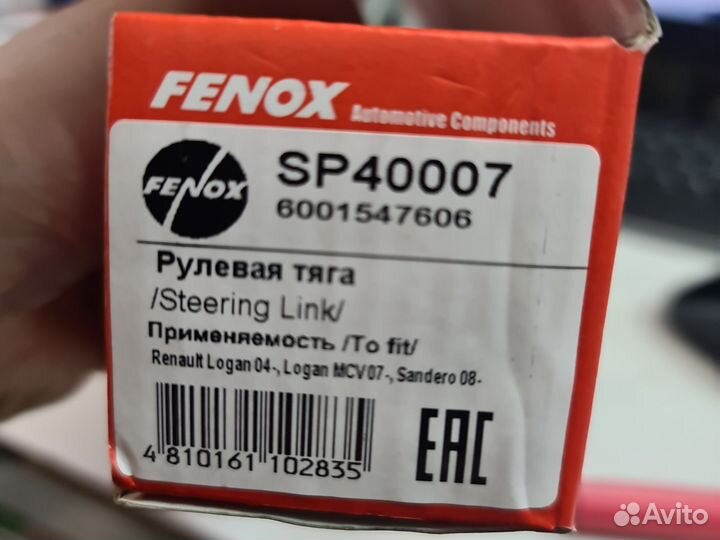 FENOX
Automotive Components
FENOX
SP40007
6001547606
Рулевая тяга
/Steering Link/
Применяемость /To fit/
Renault Logan 04-, Logan MCV 07-, Sandero 08-
4 810161 102835
EAC
Avito